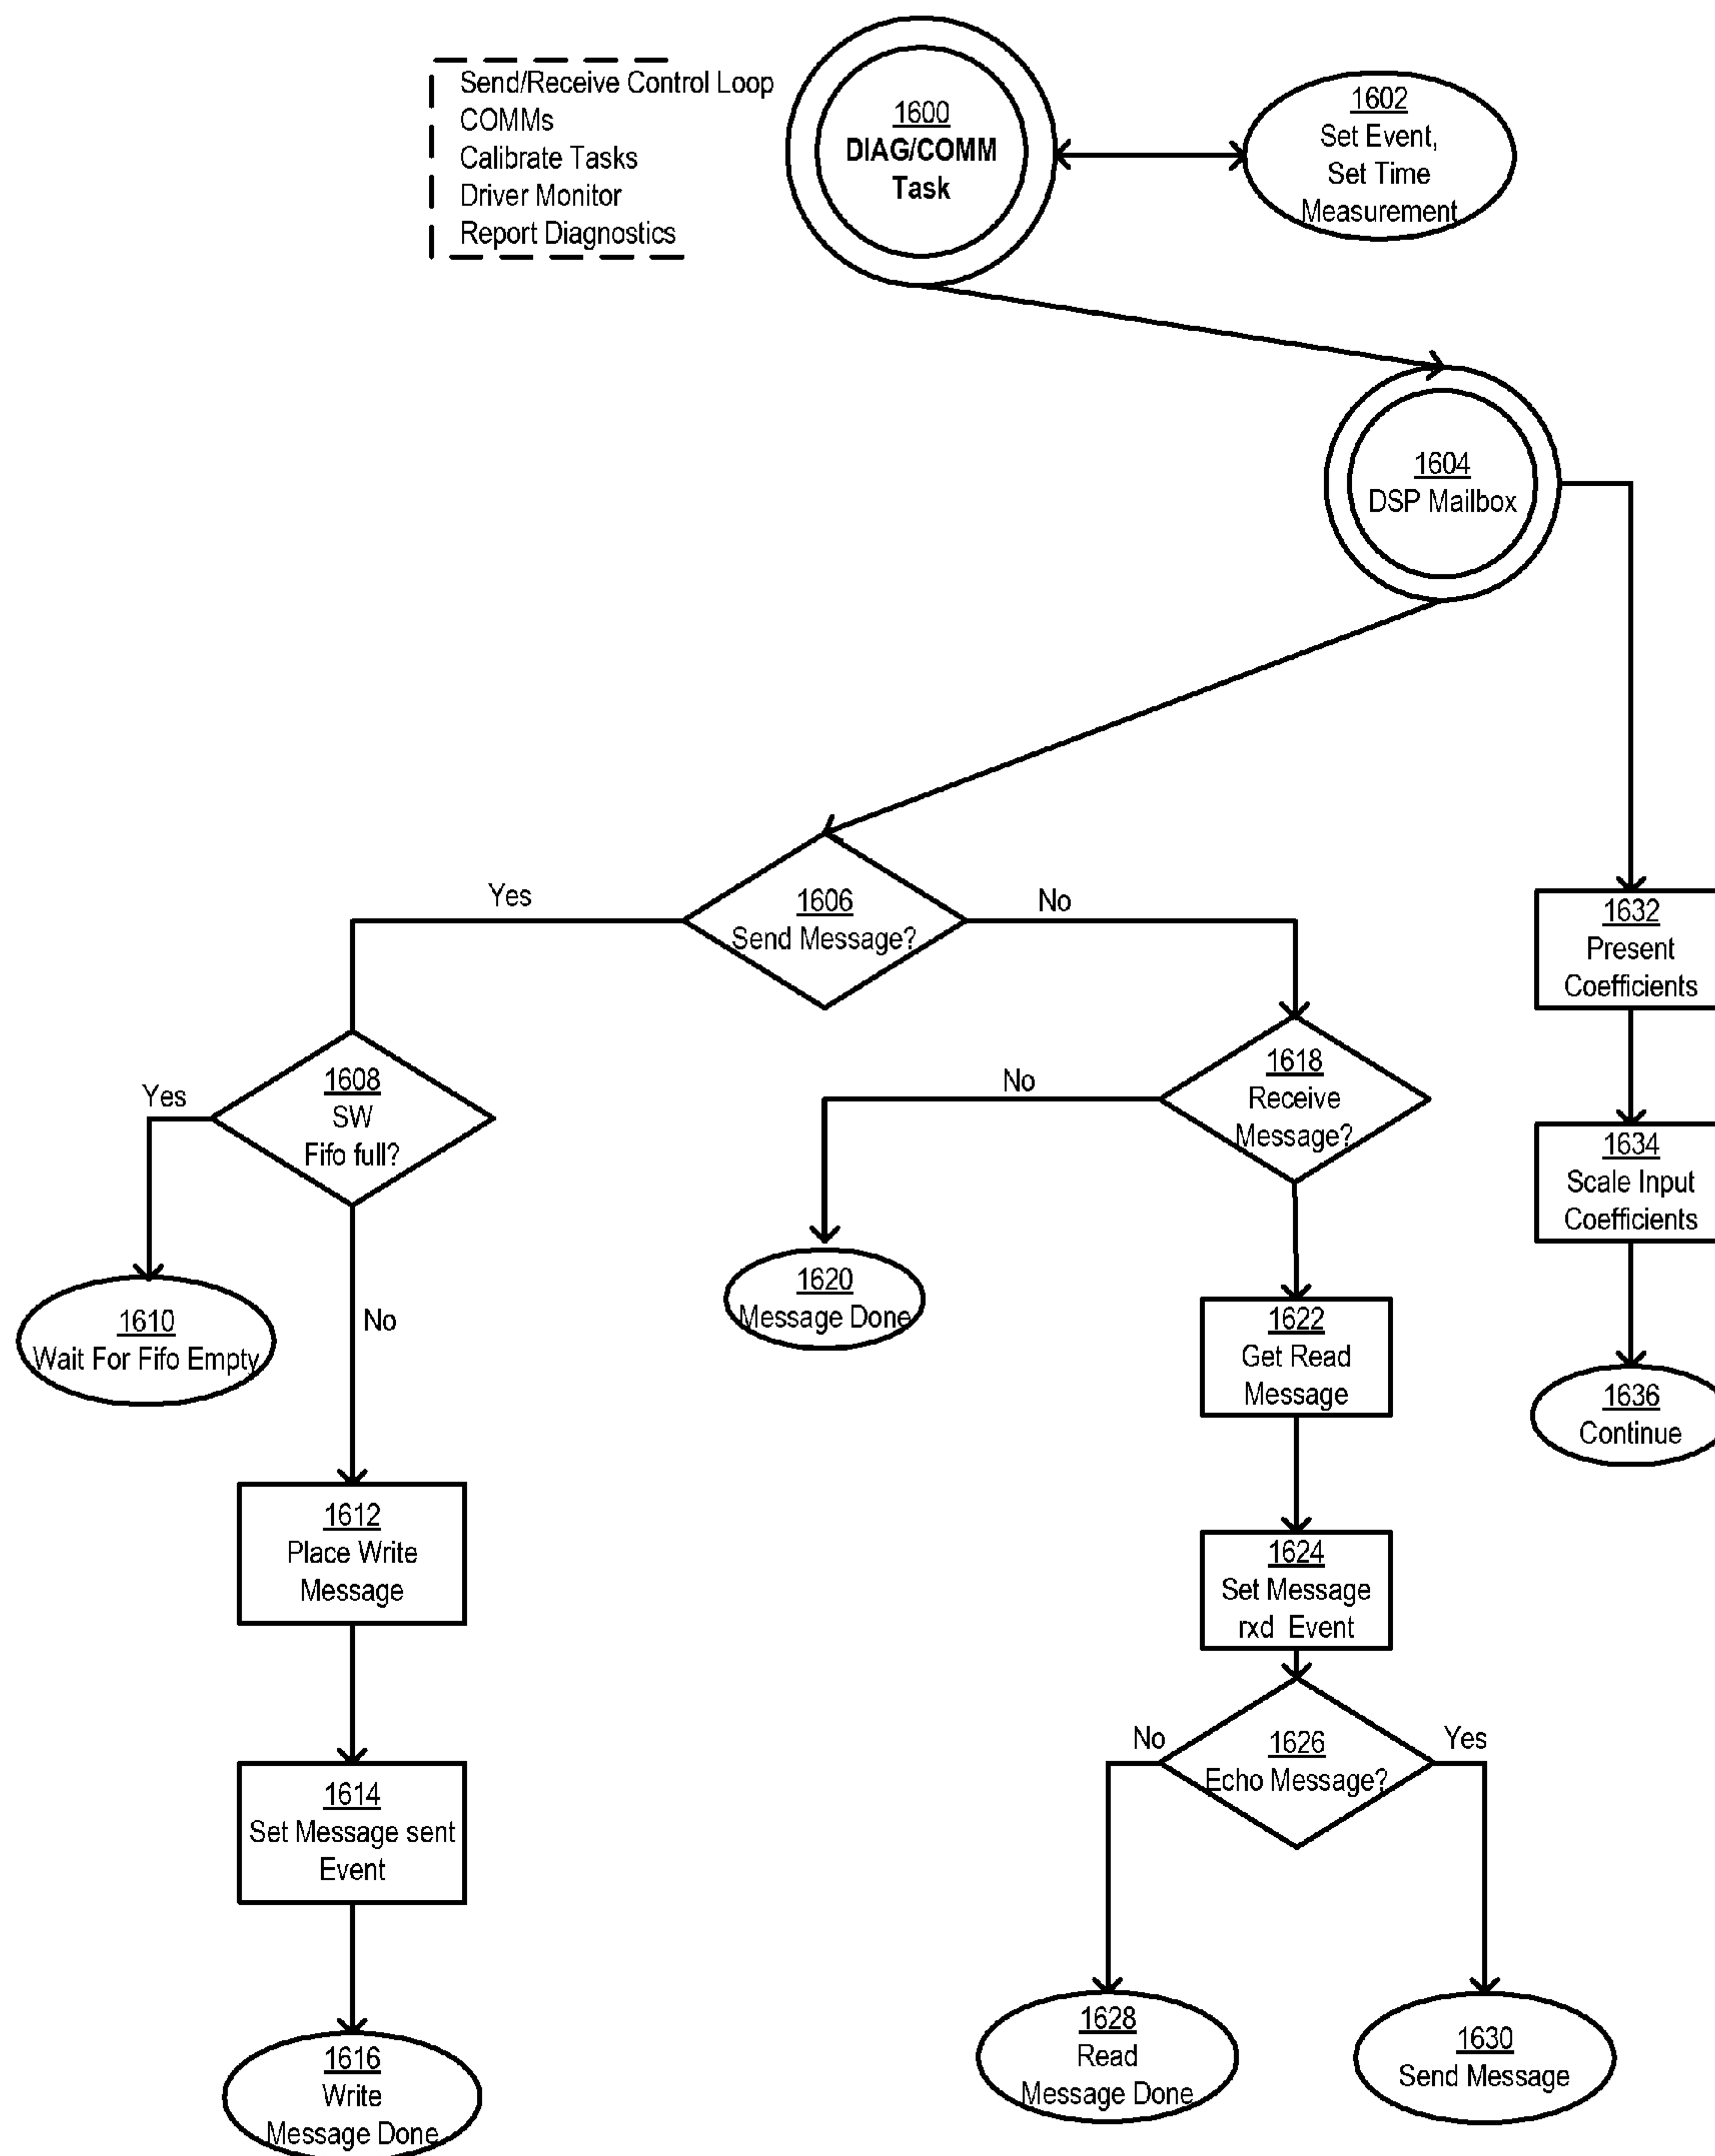 Send/Receive Control Loop
COMMs
Calibrate Tasks
Driver Monitor
Report Diagnostics
1600
DIAG/COMM
Task
1602
Set Event,
Set Time
Measurement
1604
DSP Mailbox
1606
Send Message?
Yes
No
1608
SW
Fifo full?
Yes
No
1610
Wait For Fifo Empty
1612
Place Write
Message
1614
Set Message sent
Event
1616
Write
Message Done
1618
Receive
Message?
No
1620
Message Done
1622
Get Read
Message
1624
Set Message
rxd Event
1626
Echo Message?
No
Yes
1628
Read
Message Done
1630
Send Message
1632
Present
Coefficients
1634
Scale Input
Coefficients
1636
Continue